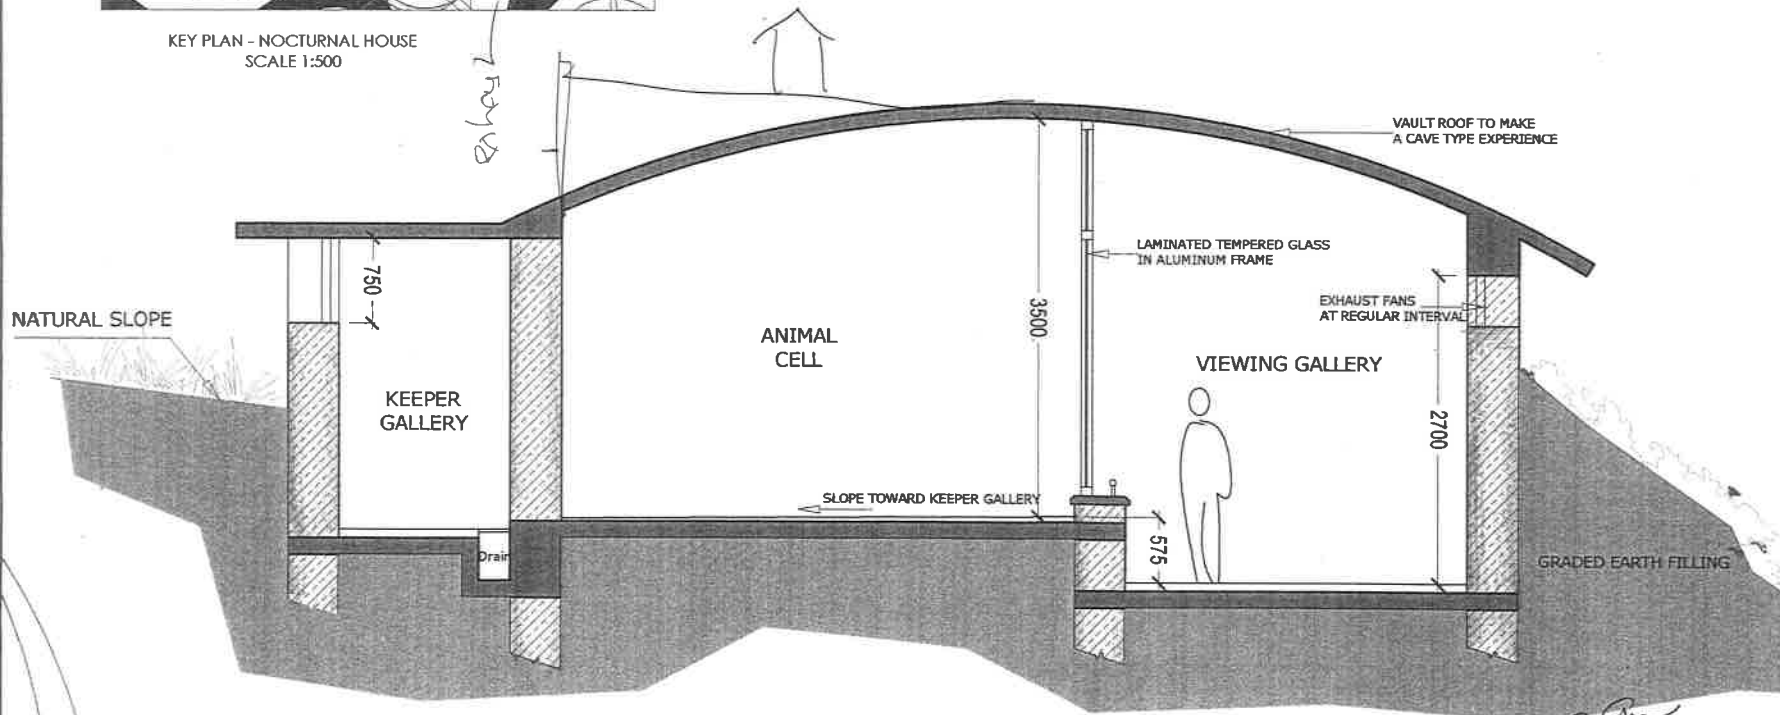 KEY PLAN - NOCTURNAL HOUSE
SCALE 1:500
VAULT ROOF TO MAKE
A CAVE TYPE EXPERIENCE
LAMINATED TEMPERED GLASS
IN ALUMINUM FRAME
750
EXHAUST FANS
AT REGULAR INTERVAL
NATURAL SLOPE
3500
ANIMAL
CELL
VIEWING GALLERY
KEEPER
GALLERY
2700
SLOPE TOWARD KEEPER GALLERY
575
Drain
GRADED EARTH FILLING